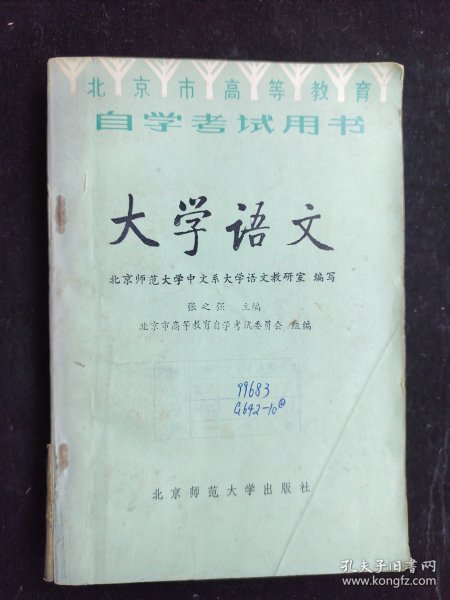 北京市高等教育
自学考试用书
大学语文
北京师范大学中文系大学语文教研室 编写
张之强 主编
北京市高等教育自学考试委员会 组编
99683
G642-10@
北京师范大学出版社
孔夫子旧书网
www.kongfz.com